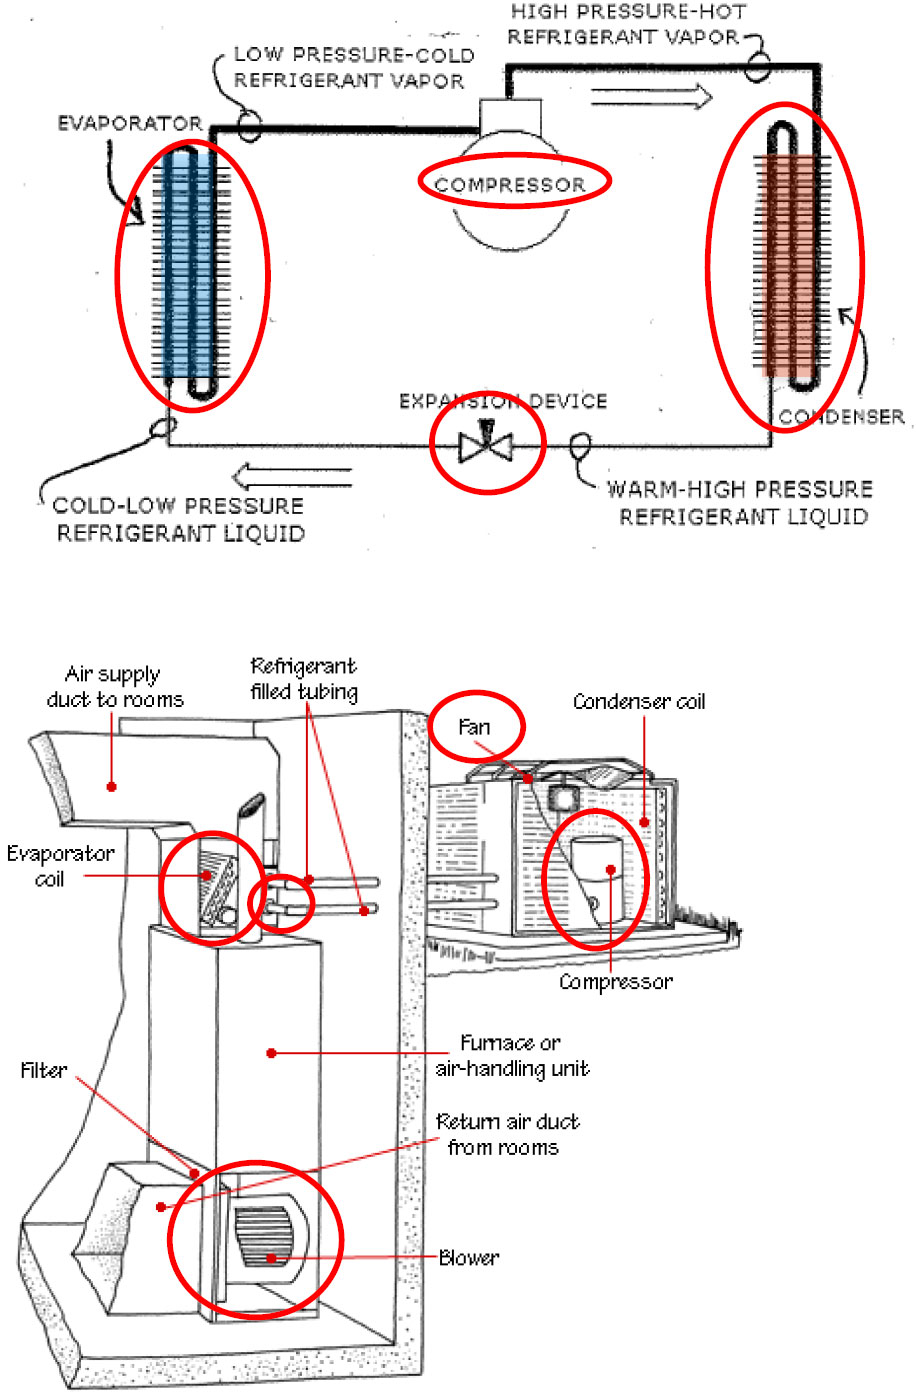 HIGH PRESSURE-HOT
REFRIGERANT VAPOR
LOW PRESSURE-COLD
REFRIGERANT VAPOR
EVAPORATOR
COMPRESSOR
EXPANSION DEVICE
CONDENSER
WARM-HIGH PRESSURE
REFRIGERANT LIQUID
COLD-LOW PRESSURE
REFRIGERANT LIQUID
Air supply
duct to rooms
Refrigerant
filled tubing
Fan
Condenser coil
Evaporator
coil
Compressor
Furnace or
air-handling unit
Filter
Return air duct
from rooms
Blower